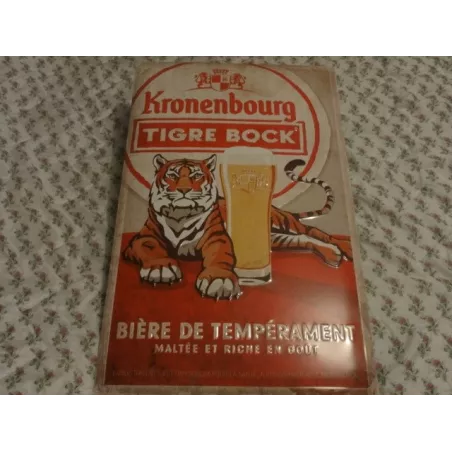 Kronenbourg
TIGRE BOCK
BIÈRE DE TEMPÉRAMENT
MALTÉE ET RICHE EN GOÛT